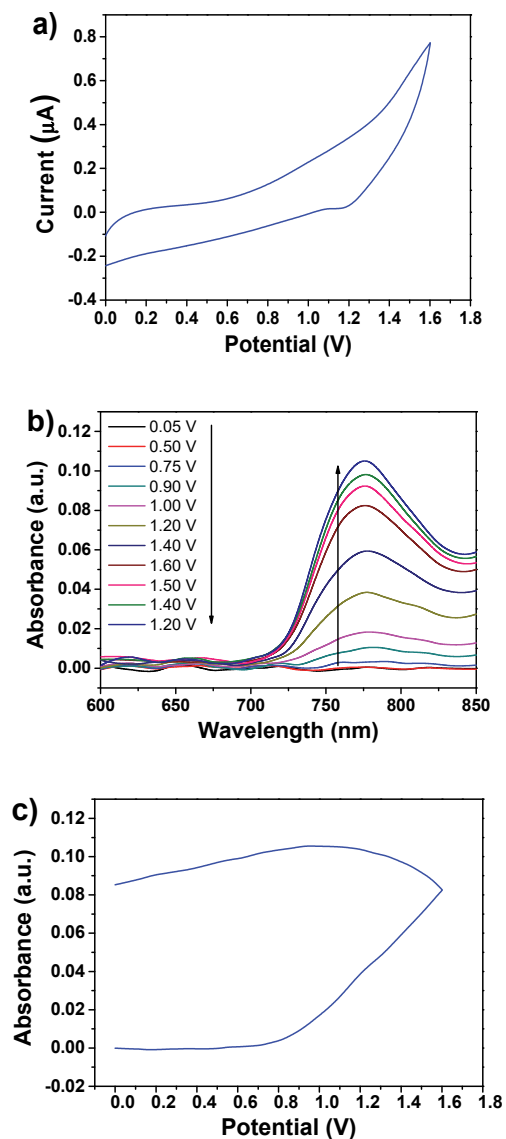 a)
0.8
0.6
0.4
0.2
0.0
-0.2
-0.4
Current (μA)
0.0 0.2 0.4 0.6 0.8 1.0 1.2 1.4 1.6 1.8
Potential (V)
b)
0.12
0.10
0.08
0.06
0.04
0.02
0.00
Absorbance (a.u.)
0.05 V
0.50 V
0.75 V
0.90 V
1.00 V
1.20 V
1.40 V
1.60 V
1.50 V
1.40 V
1.20 V
600 650 700 750 800 850
Wavelength (nm)
c)
0.12
0.10
0.08
0.06
0.04
0.02
0.00
-0.02
Absorbance (a.u.)
0.0 0.2 0.4 0.6 0.8 1.0 1.2 1.4 1.6 1.8
Potential (V)